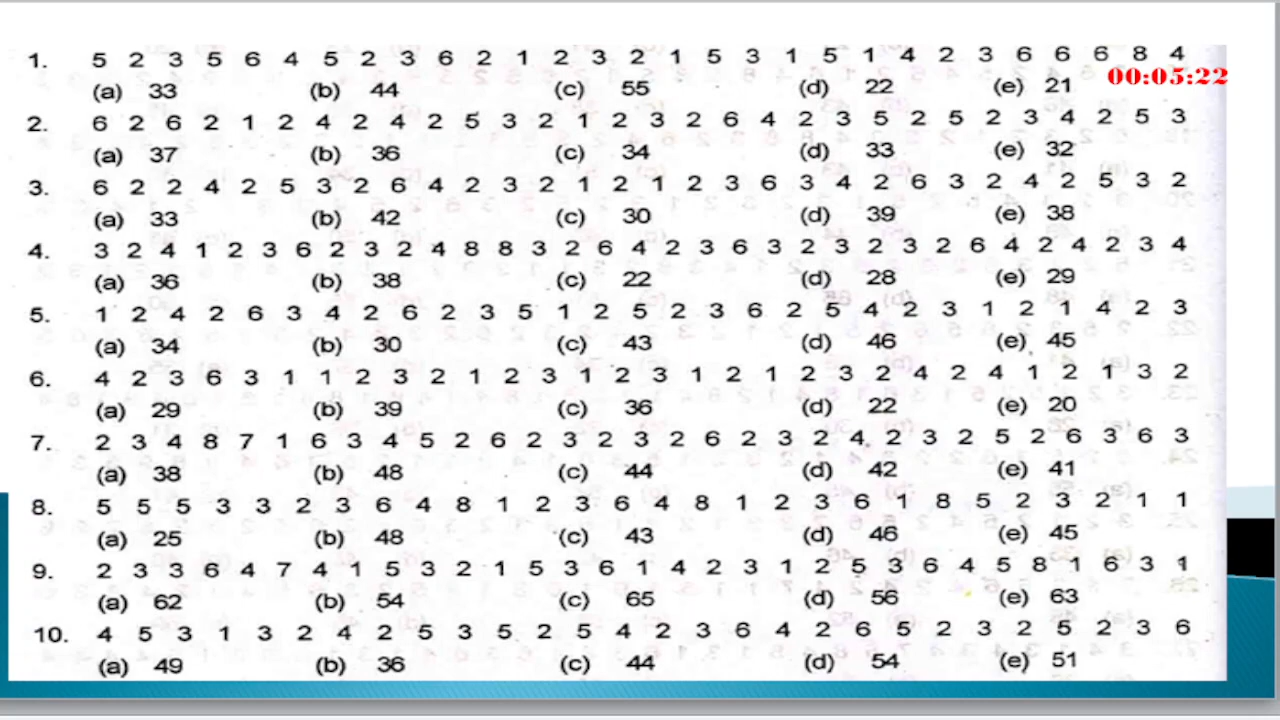 1. 5 2 3 5 6 4 5 2 3 6 2 1 2 3 2 1 5 3 1 5 1 4 2 3 6 6 6 8 4
00:05:22
(a) 33 (b) 44 (c) 55 (d) 22 (e) 21
2. 6 2 6 2 1 2 4 2 4 2 5 3 2 1 2 3 2 6 4 2 3 5 2 5 2 3 4 2 5 3
(a) 37 (b) 36 (c) 34 (d) 33 (e) 32
3. 6 2 2 4 2 5 3 2 6 4 2 3 2 1 2 1 2 3 6 3 4 2 6 3 2 4 2 5 3 2
(a) 33 (b) 42 (c) 30 (d) 39 (e) 38
4. 3 2 4 1 2 3 6 2 3 2 4 8 8 3 2 6 4 2 3 6 3 2 3 2 3 2 6 4 2 4 2 3 4
(a) 36 (b) 38 (c) 22 (d) 28 (e) 29
5. 1 2 4 2 6 3 4 2 6 2 3 5 1 2 5 2 3 6 2 5 4 2 3 1 2 1 4 2 3
(a) 34 (b) 30 (c) 43 (d) 46 (e) 45
6. 4 2 3 6 3 1 1 2 3 2 1 2 3 1 2 3 1 2 1 2 3 2 4 2 4 1 2 1 3 2
(a) 29 (b) 39 (c) 36 (d) 22 (e) 20
7. 2 3 4 8 7 1 6 3 4 5 2 6 2 3 2 3 2 6 2 3 2 4 2 3 2 5 2 6 3 6 3
(a) 38 (b) 48 (c) 44 (d) 42 (e) 41
8. 5 5 5 3 3 2 3 6 4 8 1 2 3 6 4 8 1 2 3 6 1 8 5 2 3 2 1 1
(a) 25 (b) 48 (c) 43 (d) 46 (e) 45
9. 2 3 3 6 4 7 4 1 5 3 2 1 5 3 6 1 4 2 3 1 2 5 3 6 4 5 8 1 6 3 1
(a) 62 (b) 54 (c) 65 (d) 56 (e) 63
10. 4 5 3 1 3 2 4 2 5 3 5 2 5 4 2 3 6 4 2 6 5 2 3 2 5 2 3 6
(a) 49 (b) 36 (c) 44 (d) 54 (e) 51